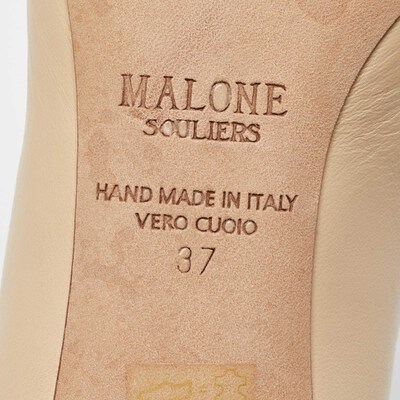 MALONE
SOULIERS
HAND MADE IN ITALY
VERO CUOIO
37